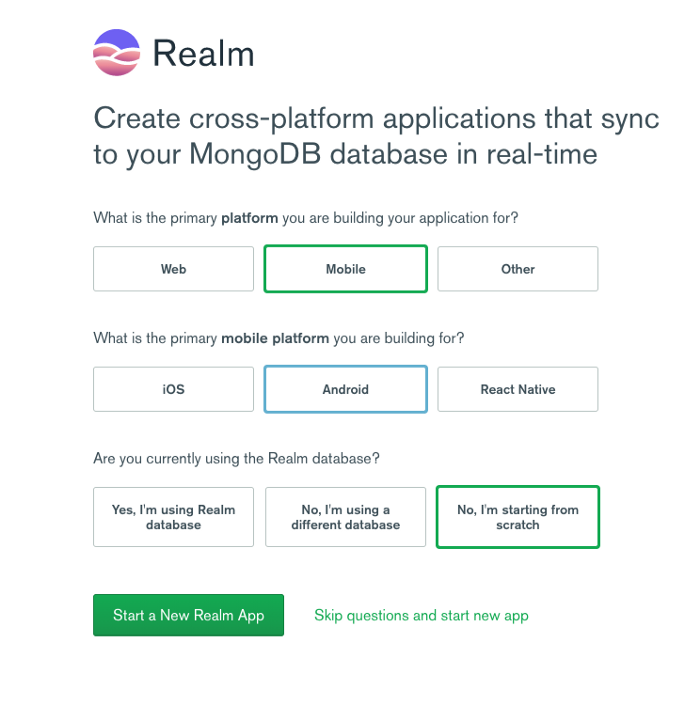 Realm
Create cross-platform applications that sync
to your MongoDB database in real-time
What is the primary platform you are building your application for?
Web
Mobile
Other
What is the primary mobile platform you are building for?
iOS
Android
React Native
Are you currently using the Realm database?
Yes, I'm using Realm
database
No, I'm using a
different database
No, I'm starting from
scratch
Start a New Realm App
Skip questions and start new app